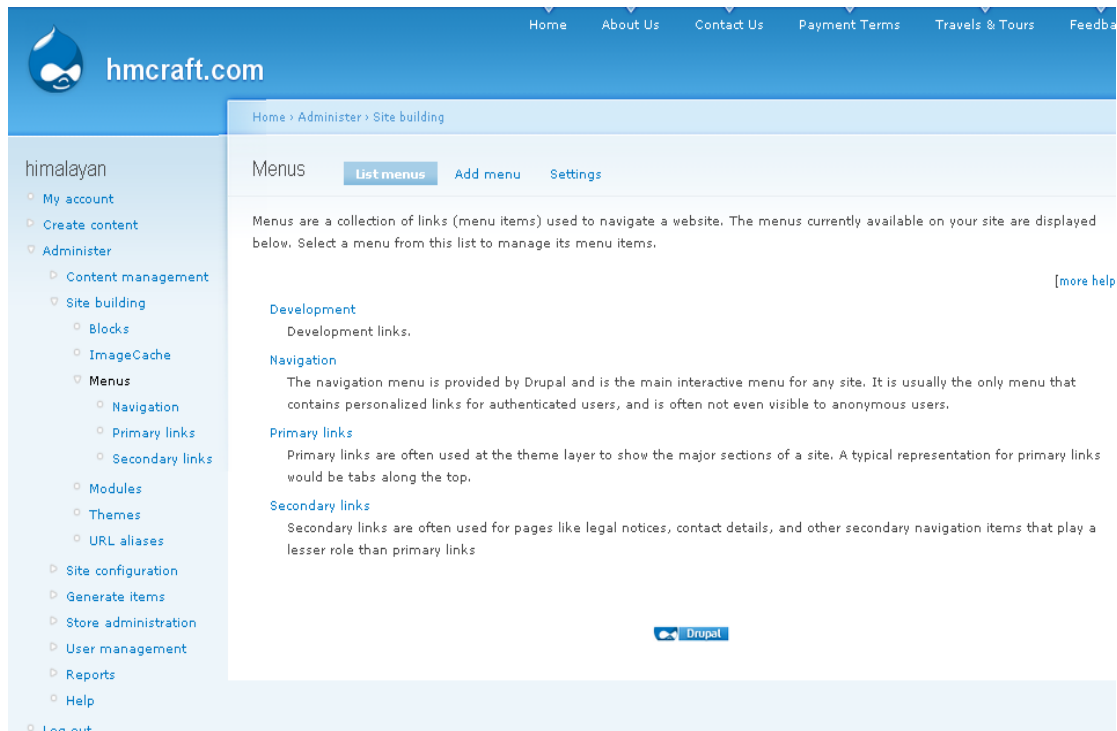 Home About Us Contact Us Payment Terms Travels & Tours Feedba
hmcraft.com
Home › Administer › Site building
himalayan
My account
Create content
Administer
Content management
Site building
Blocks
ImageCache
Menus
Navigation
Primary links
Secondary links
Modules
Themes
URL aliases
Site configuration
Generate items
Store administration
User management
Reports
Help
Log out
Menus List menus Add menu Settings
Menus are a collection of links (menu items) used to navigate a website. The menus currently available on your site are displayed
below. Select a menu from this list to manage its menu items.
[more help
Development
Development links.
Navigation
The navigation menu is provided by Drupal and is the main interactive menu for any site. It is usually the only menu that
contains personalized links for authenticated users, and is often not even visible to anonymous users.
Primary links
Primary links are often used at the theme layer to show the major sections of a site. A typical representation for primary links
would be tabs along the top.
Secondary links
Secondary links are often used for pages like legal notices, contact details, and other secondary navigation items that play a
lesser role than primary links
Drupal